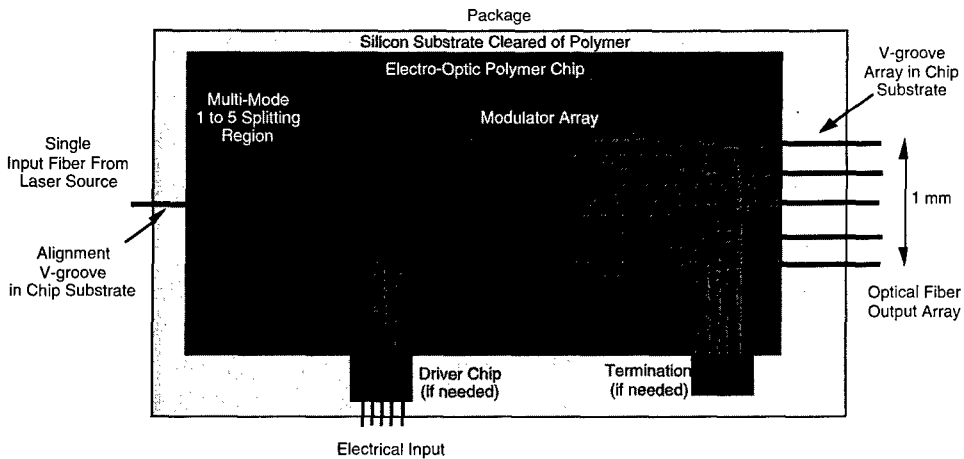 Package
Silicon Substrate Cleared of Polymer
Electro-Optic Polymer Chip
Multi-Mode
1 to 5 Splitting
Region
Modulator Array
V-groove
Array in Chip
Substrate
Single
Input Fiber From
Laser Source
1 mm
Alignment
V-groove
in Chip Substrate
Optical Fiber
Output Array
Driver Chip
(if needed)
Termination
(if needed)
Electrical Input